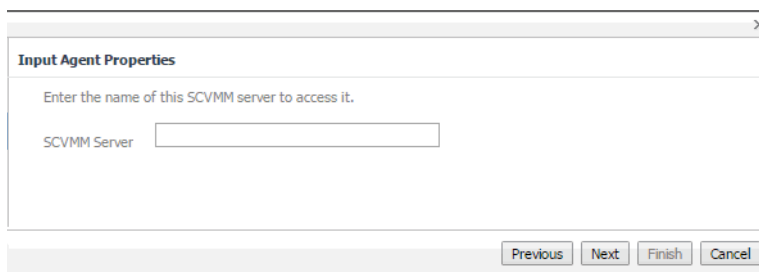 Input Agent Properties
Enter the name of this SCVMM server to access it.
SCVMM Server
Previous Next Finish Cancel